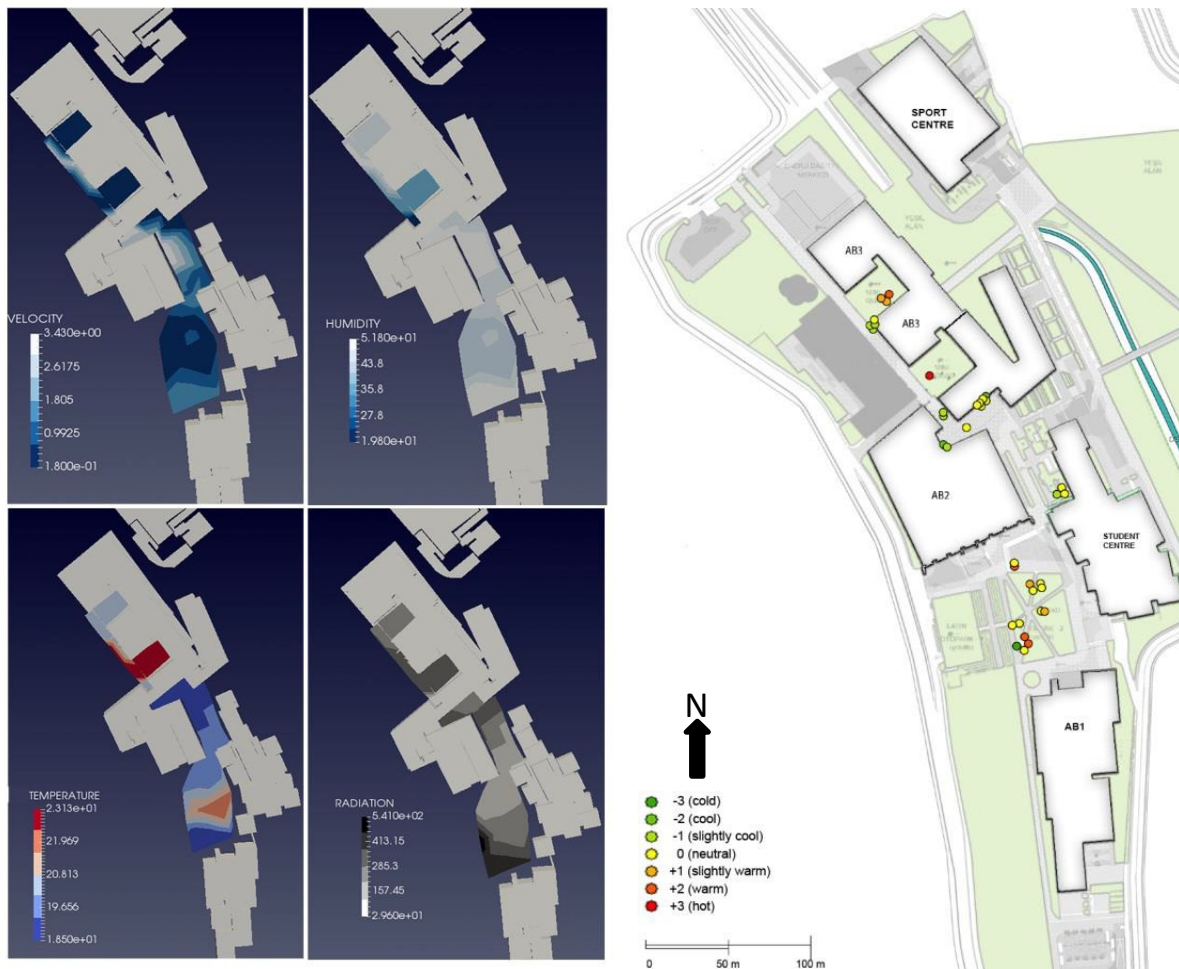 VELOCITY
3.430e+00
2.6175
1.805
0.9925
1.800e-01
HUMIDITY
5.180e+01
43.8
35.8
27.8
1.980e+01
TEMPERATURE
2.313e+01
21.969
20.813
19.656
1.850e+01
RADIATION
5.410e+02
413.15
285.3
157.45
2.960e+01
SPORT
CENTRE
YEŞİL
ALAN
YEŞİL
ALAN
AB3
AB3
AB2
STUDENT
CENTRE
AB1
N
-3 (cold)
-2 (cool)
-1 (slightly cool)
0 (neutral)
+1 (slightly warm)
+2 (warm)
+3 (hot)
0 50 m 100 m